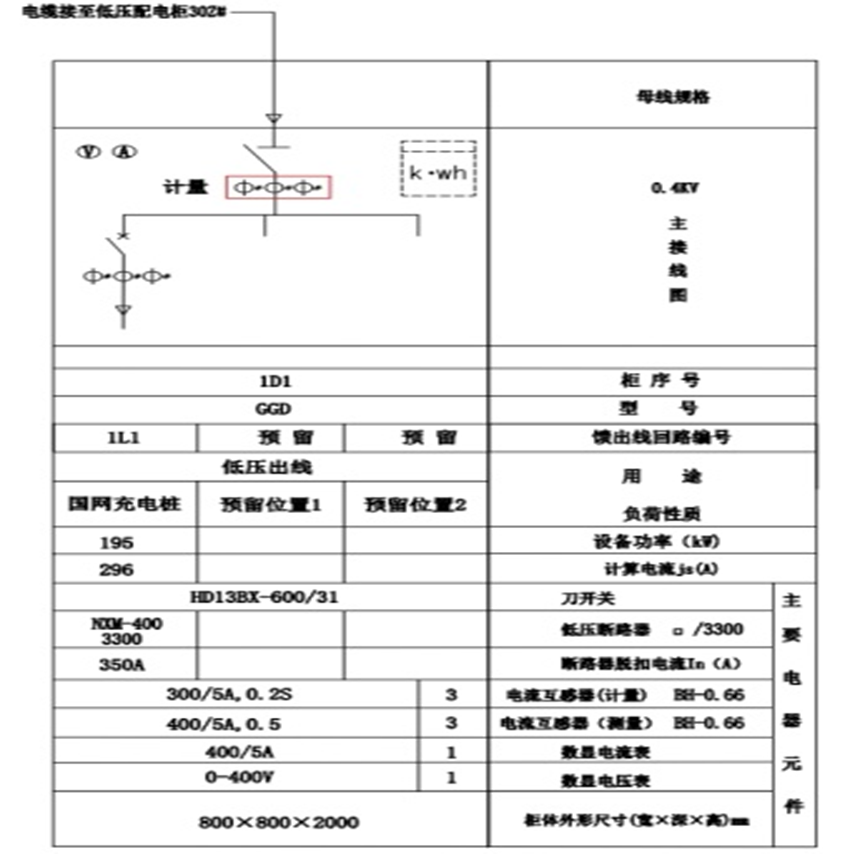 电缆接至低压配电柜30Z#
母线规格
V A
k·wh
计量
0.4KV
主
接
线
图
1D1 柜序号
GGD 型 号
1L1 预 留 预 留 馈出线回路编号
低压出线 用 途
国网充电桩 预留位置1 预留位置2 负荷性质
195 设备功率（kW）
296 计算电流js(A)
HD13BX-600/31 刀开关
NXM-400
3300
低压断路器 □ /3300
350A 断路器脱扣电流In（A）
300/5A,0.2S 3 电流互感器(计量) BH-0.66
400/5A,0.5 3 电流互感器（测量） BH-0.66
400/5A 1 数显电流表
0-400V 1 数显电压表
800×800×2000 柜体外形尺寸(宽×深×高)mm
主
要
电
器
元
件